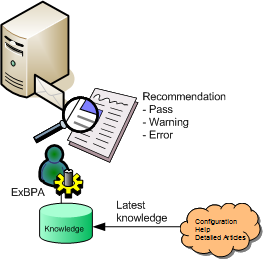 Recommendation
- Pass
- Warning
- Error
ExBPA
Latest
knowledge
Knowledge
Configuration
Help
Detailed Articles